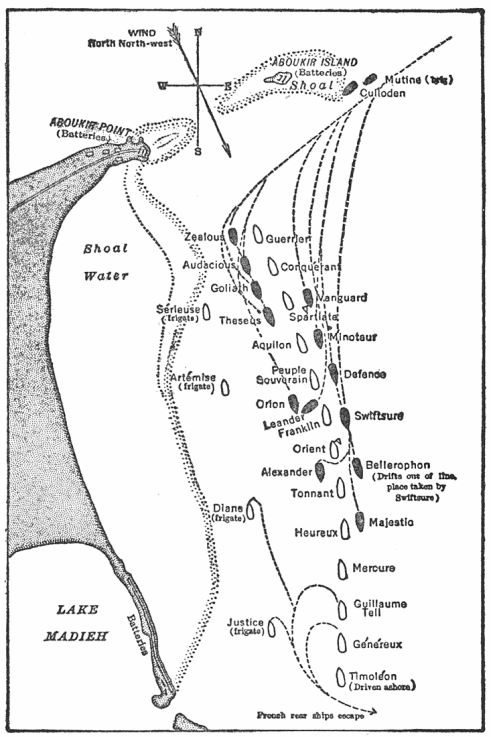 WIND
North North-west
N
W
E
S
ABOUKIR ISLAND
(Batteries)
Shoal
Mutine (brig)
Culloden
ABOUKIR POINT
(Batteries)
Shoal
Water
Zealous
Guerrier
Audacious
Conquerant
Goliath
Vanguard
Spartiate
Sérieuse
(frigate)
Theseus
Aquilon
Minotaur
Artémise
(frigate)
Peuple
Souverain
Defence
Orion
Leander
Franklin
Swiftsure
Orient
Alexander
Bellerophon
(Drifts out of line,
place taken by
Swiftsure)
Tonnant
Diane
(frigate)
Heureux
Majestic
Mercure
LAKE
MADIEH
Batteries
Guillaume
Tell
Justice
(frigate)
Généreux
Timoléon
(Driven ashore)
French rear ships escape